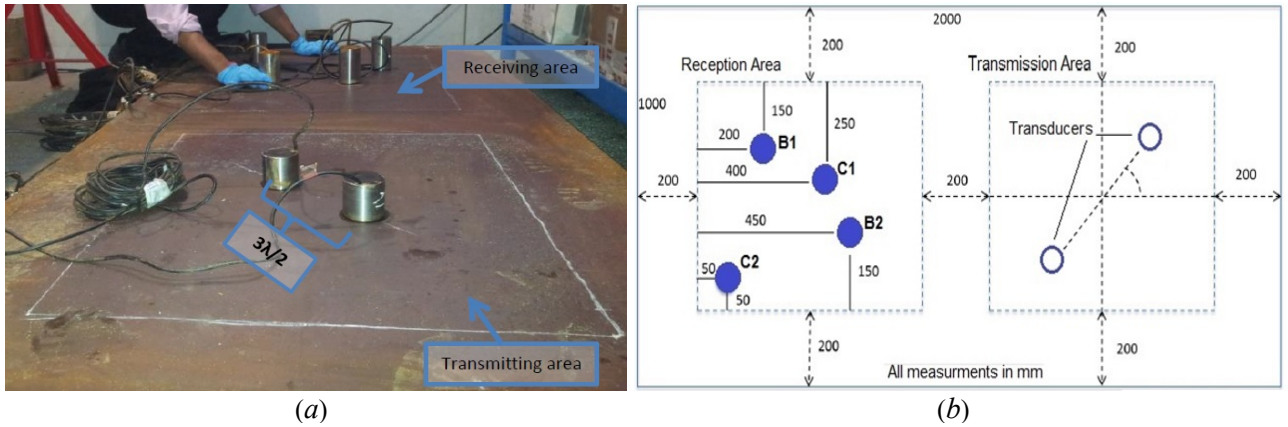 Receiving area
3λ/2
Transmitting area
(a)
2000
200
200
Reception Area
Transmission Area
1000
150
250
Transducers
200
B1
400
C1
200
200
200
450
B2
50
C2
150
50
200
200
All measurments in mm
(b)